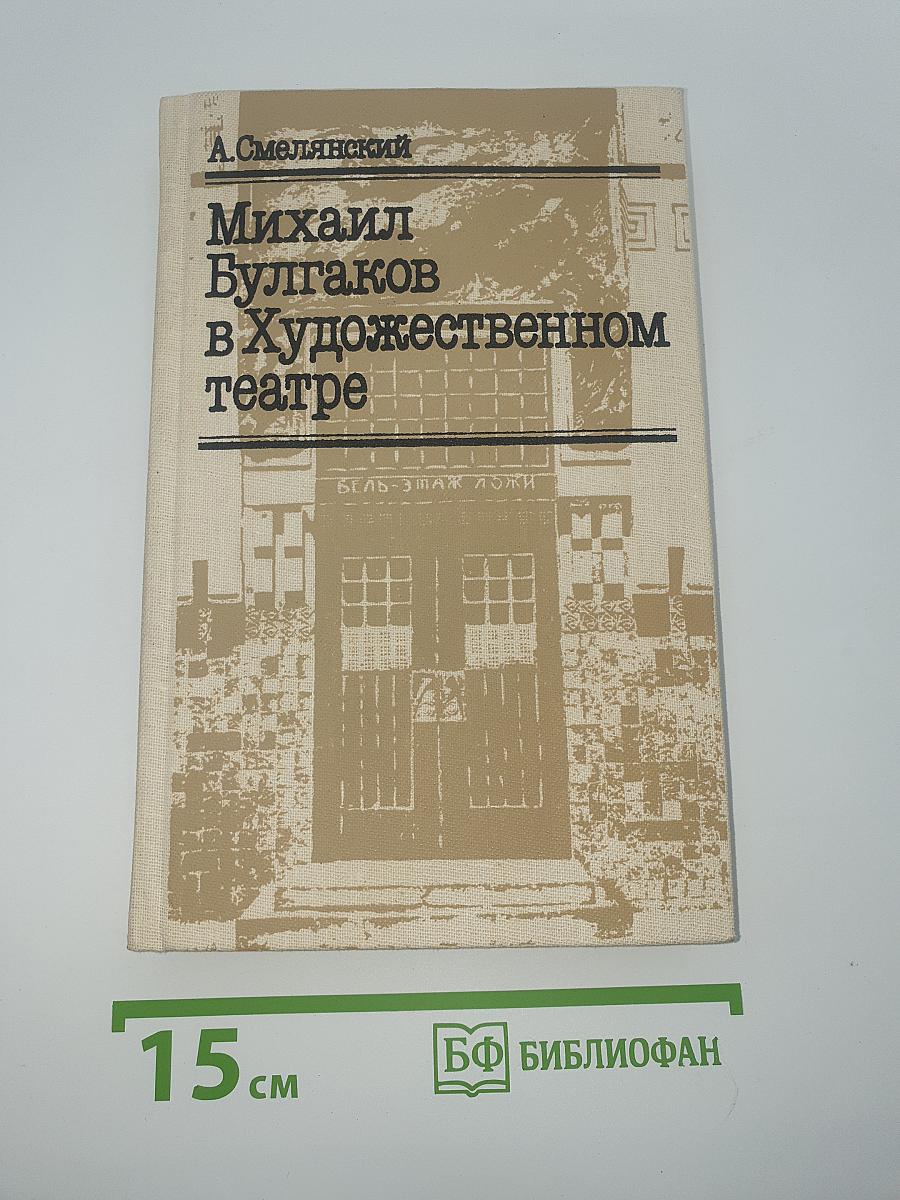 А. Смелянский
Михаил
Булгаков
в Художественном
театре
БЕЛЬ-ЭТАЖ ЛОЖИ
15 см
БФ БИБЛИОФАН